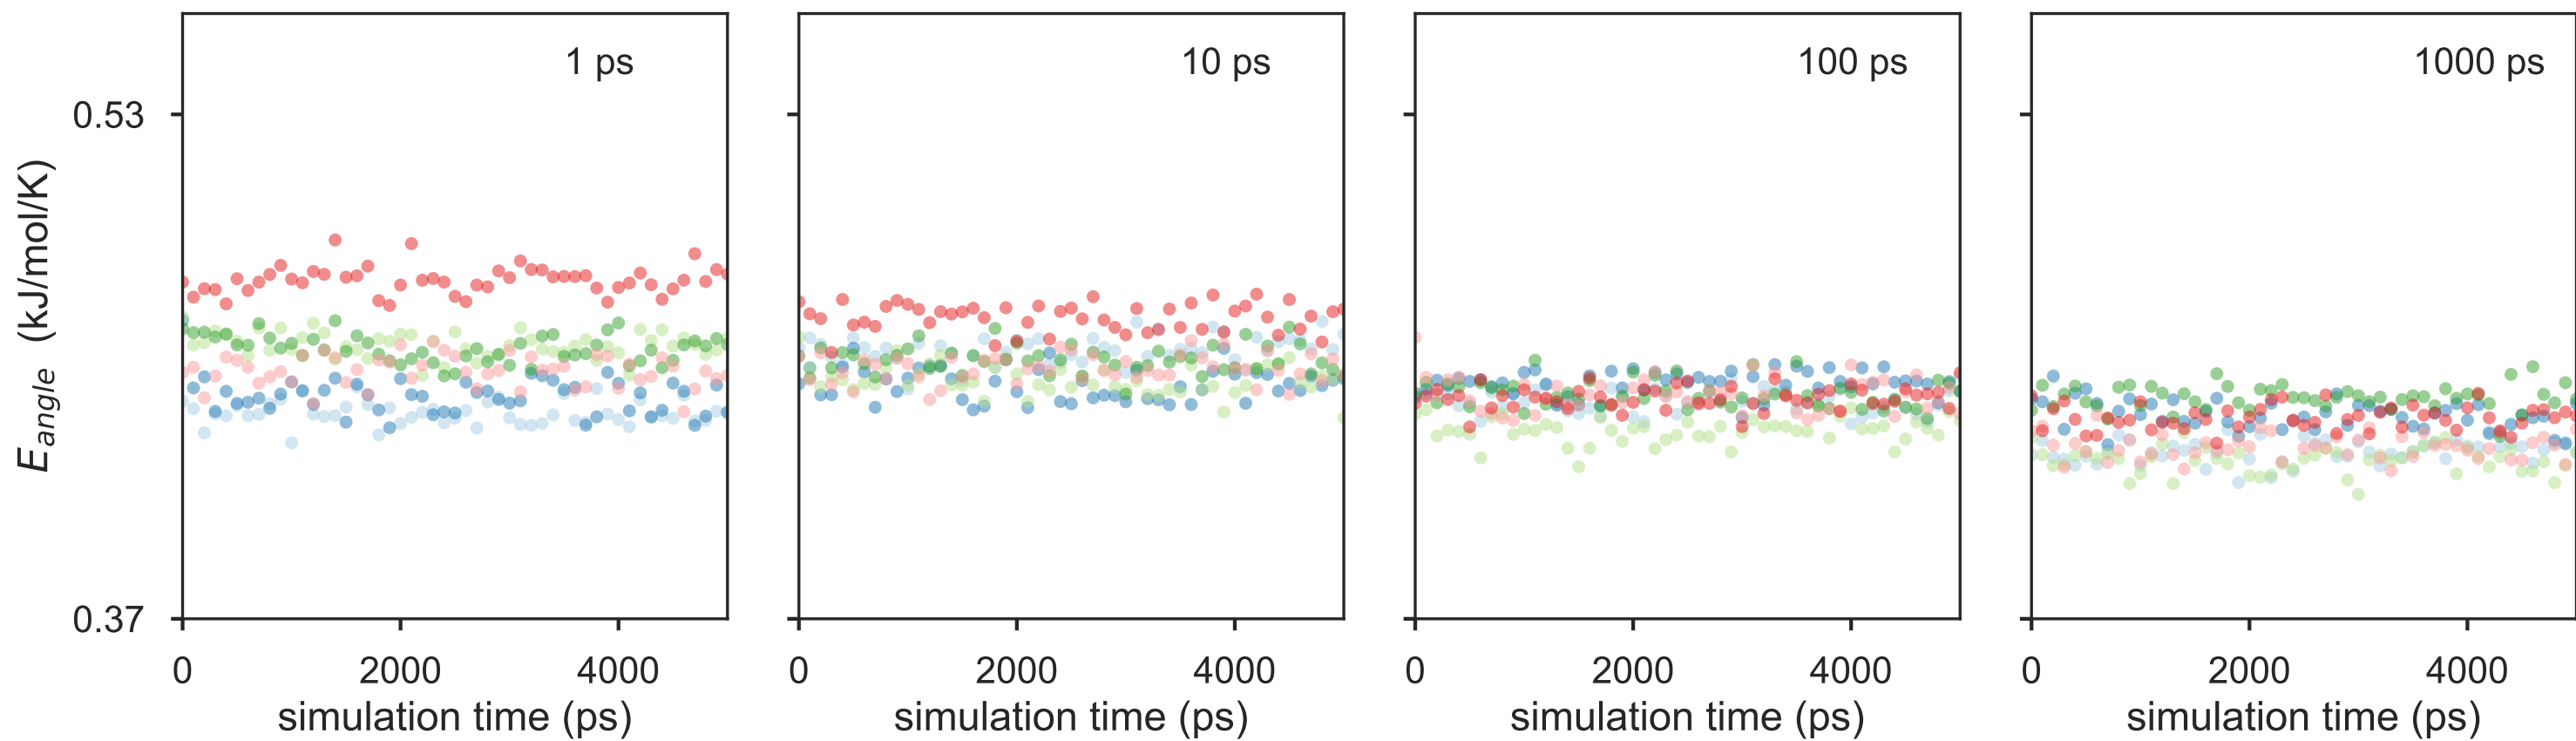 1 ps
10 ps
100 ps
1000 ps
0.53
0.37
E_angle (kJ/mol/K)
0 2000 4000
0 2000 4000
0 2000 4000
0 2000 4000
simulation time (ps)
simulation time (ps)
simulation time (ps)
simulation time (ps)